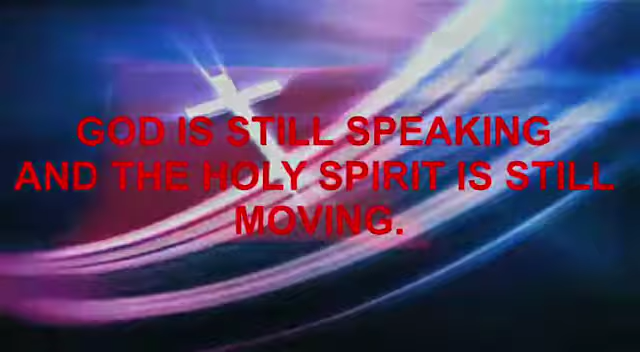 GOD IS STILL SPEAKING
AND THE HOLY SPIRIT IS STILL
MOVING.